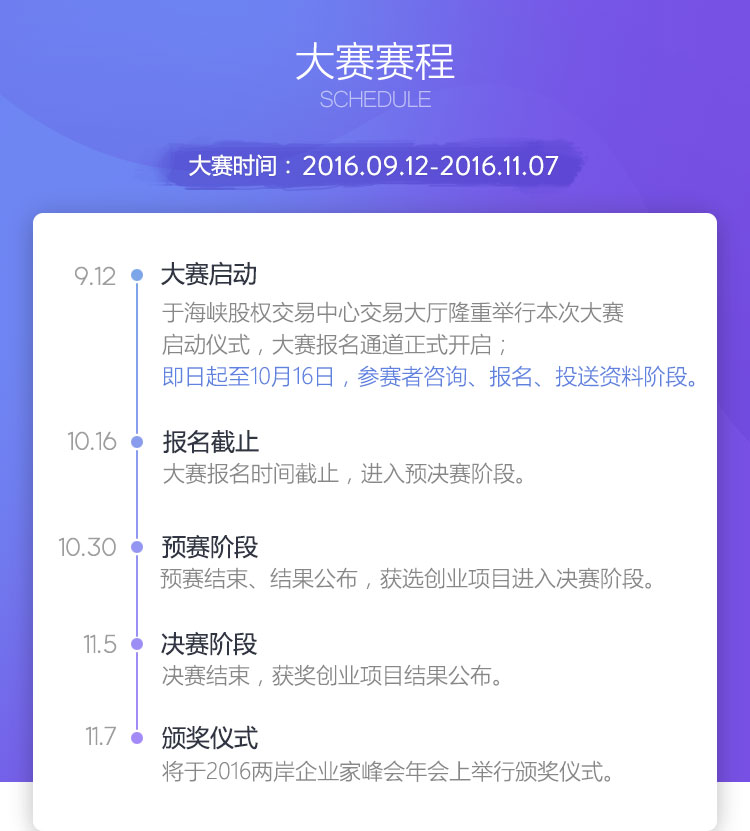 大赛赛程
SCHEDULE
大赛时间：2016.09.12-2016.11.07
9.12
大赛启动
于海峡股权交易中心交易大厅隆重举行本次大赛
启动仪式，大赛报名通道正式开启；
即日起至10月16日，参赛者咨询、报名、投送资料阶段。
10.16
报名截止
大赛报名时间截止，进入预决赛阶段。
10.30
预赛阶段
预赛结束、结果公布，获选创业项目进入决赛阶段。
11.5
决赛阶段
决赛结束，获奖创业项目结果公布。
11.7
颁奖仪式
将于2016两岸企业家峰会年会上举行颁奖仪式。